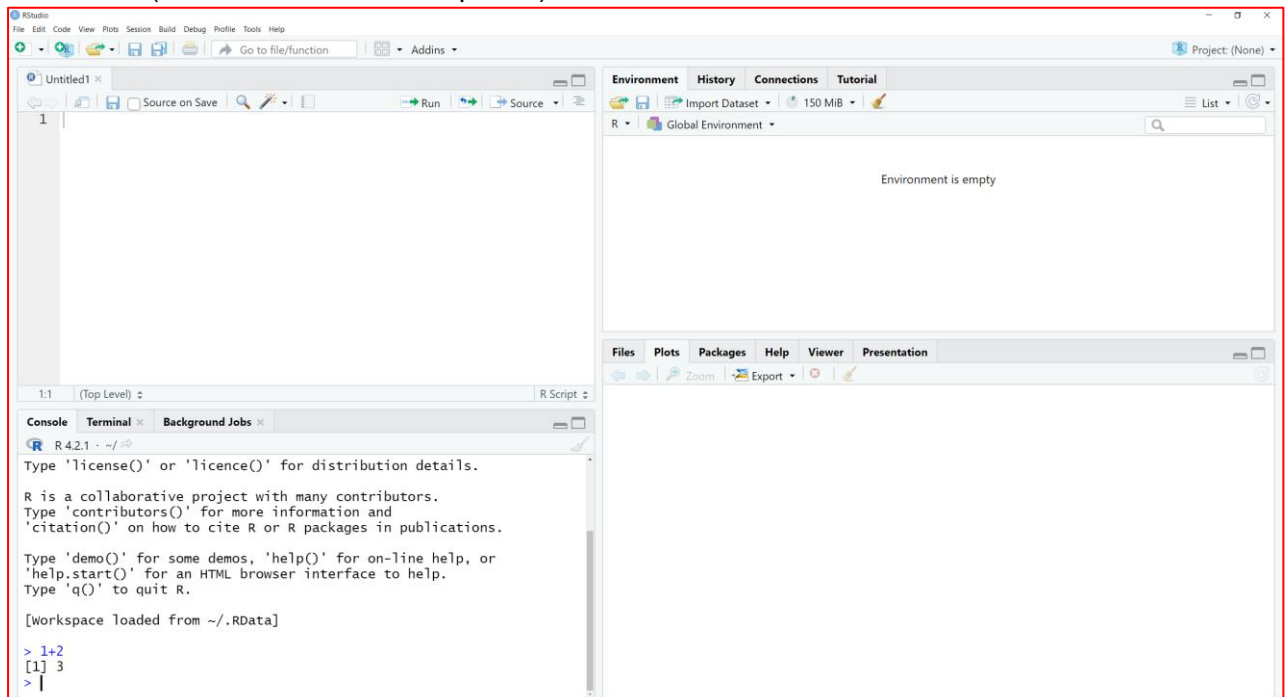 RStudio
File Edit Code View Plots Session Build Debug Profile Tools Help
Go to file/function Addins Project: (None)
Untitled1
Source on Save Run Source
1
1:1 (Top Level) R Script
Console Terminal Background Jobs
R 4.2.1 · ~/
Type 'license()' or 'licence()' for distribution details.
R is a collaborative project with many contributors.
Type 'contributors()' for more information and
'citation()' on how to cite R or R packages in publications.
Type 'demo()' for some demos, 'help()' for on-line help, or
'help.start()' for an HTML browser interface to help.
Type 'q()' to quit R.
[Workspace loaded from ~/.RData]
> 1+2
[1] 3
>
Environment History Connections Tutorial
Import Dataset 150 MiB List
R Global Environment
Environment is empty
Files Plots Packages Help Viewer Presentation
Zoom Export